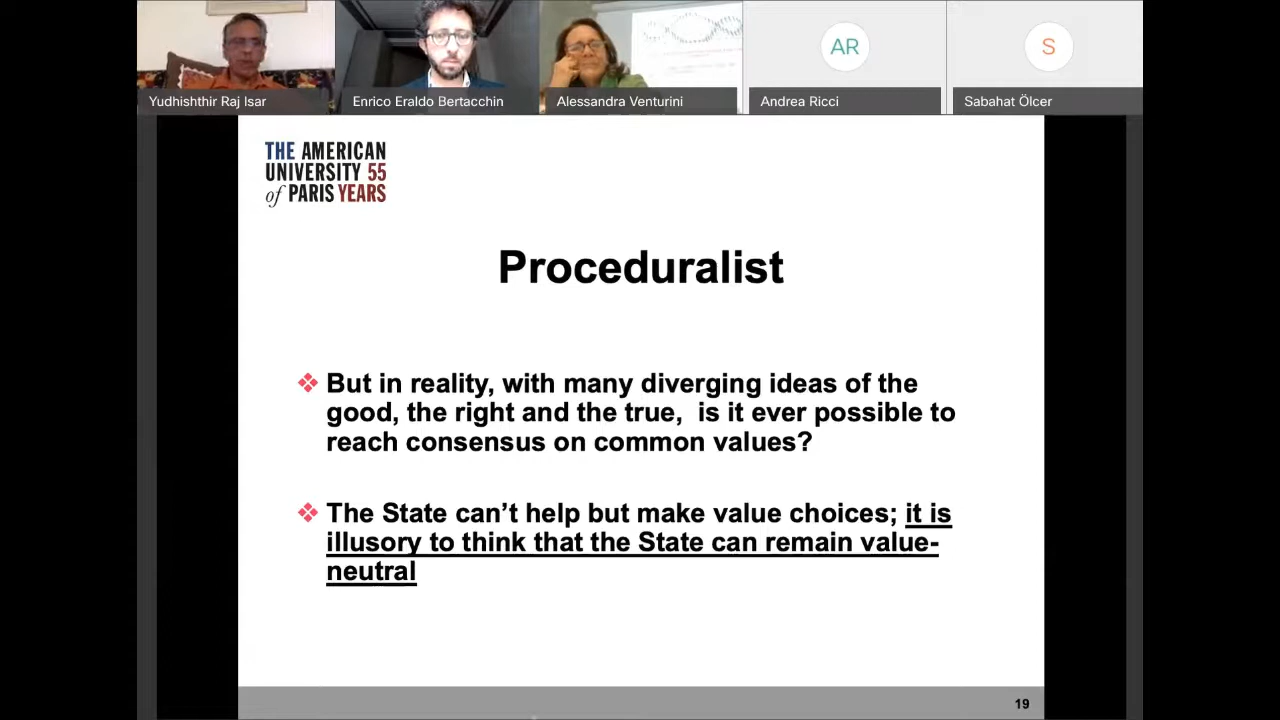 Yudhishthir Raj Isar
Enrico Eraldo Bertacchin
Alessandra Venturini
AR
Andrea Ricci
S
Sabahat Ölcer
THE AMERICAN
UNIVERSITY 55
of PARIS YEARS
Proceduralist
❖ But in reality, with many diverging ideas of the
good, the right and the true, is it ever possible to
reach consensus on common values?
❖ The State can’t help but make value choices; it is
illusory to think that the State can remain value-
neutral
19